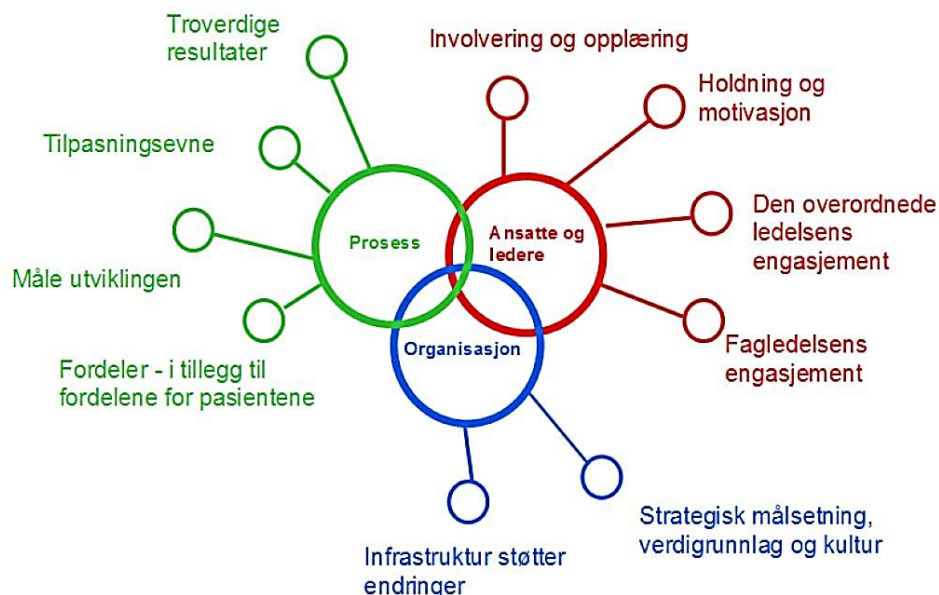 Troverdige
resultater
Tilpasningsevne
Måle utviklingen
Fordeler - i tillegg til
fordelene for pasientene
Prosess
Involvering og opplæring
Holdning og
motivasjon
Den overordnede
ledelsens
engasjement
Fagledelsens
engasjement
Ansatte og
ledere
Organisasjon
Infrastruktur støtter
endringer
Strategisk målsetning,
verdigrunnlag og kultur